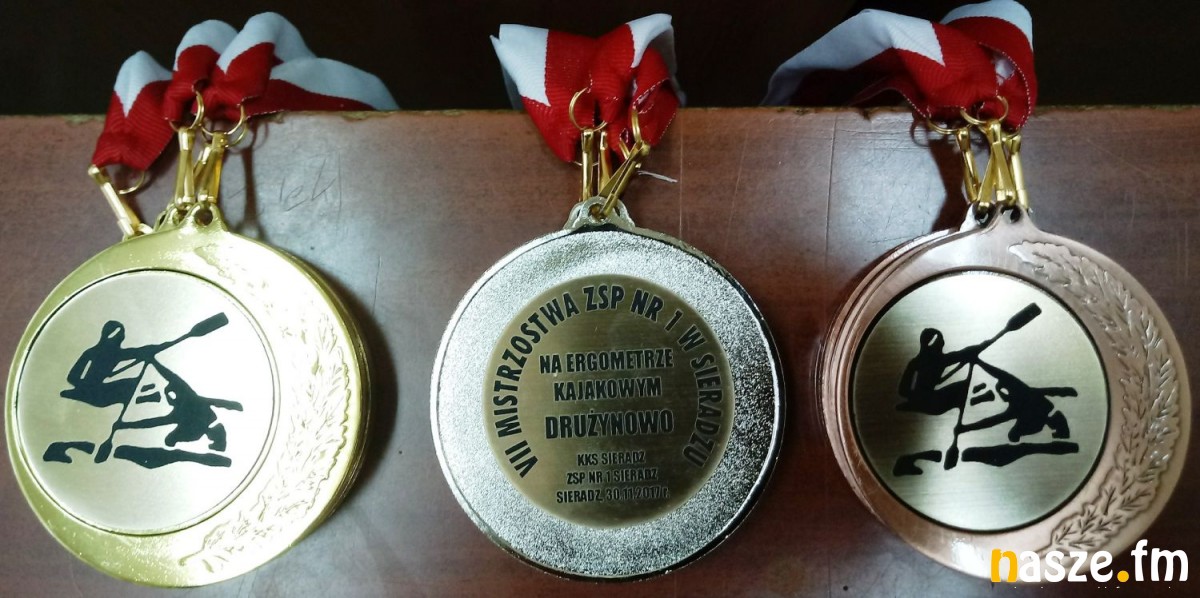 VII MISTRZOSTWA ZSP NR 1 W SIERADZU
NA ERGOMETRZE
KAJAKOWYM
DRUŻYNOWO
KKS SIERADZ
ZSP NR 1 SIERADZ
SIERADZ, 30.11.2017 r.
nasze.fm